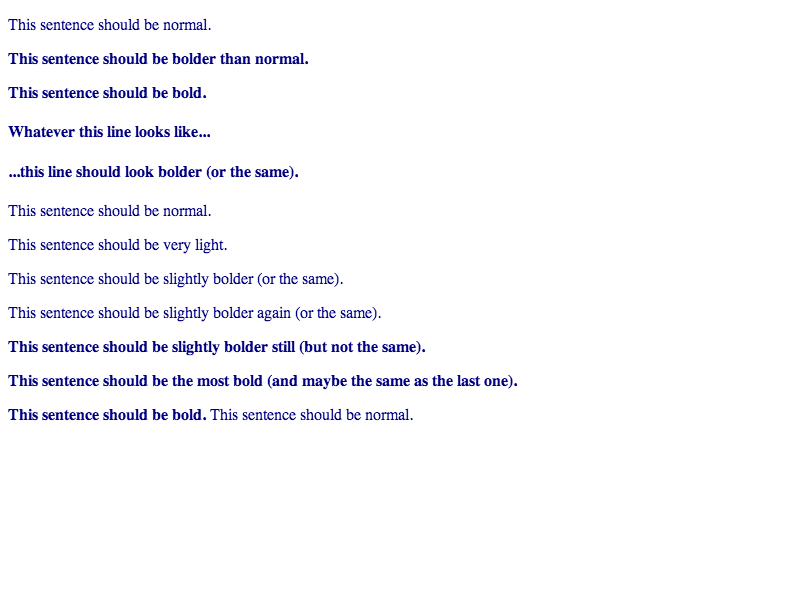 This sentence should be normal.
This sentence should be bolder than normal.
This sentence should be bold.
Whatever this line looks like...
...this line should look bolder (or the same).
This sentence should be normal.
This sentence should be very light.
This sentence should be slightly bolder (or the same).
This sentence should be slightly bolder again (or the same).
This sentence should be slightly bolder still (but not the same).
This sentence should be the most bold (and maybe the same as the last one).
This sentence should be bold. This sentence should be normal.